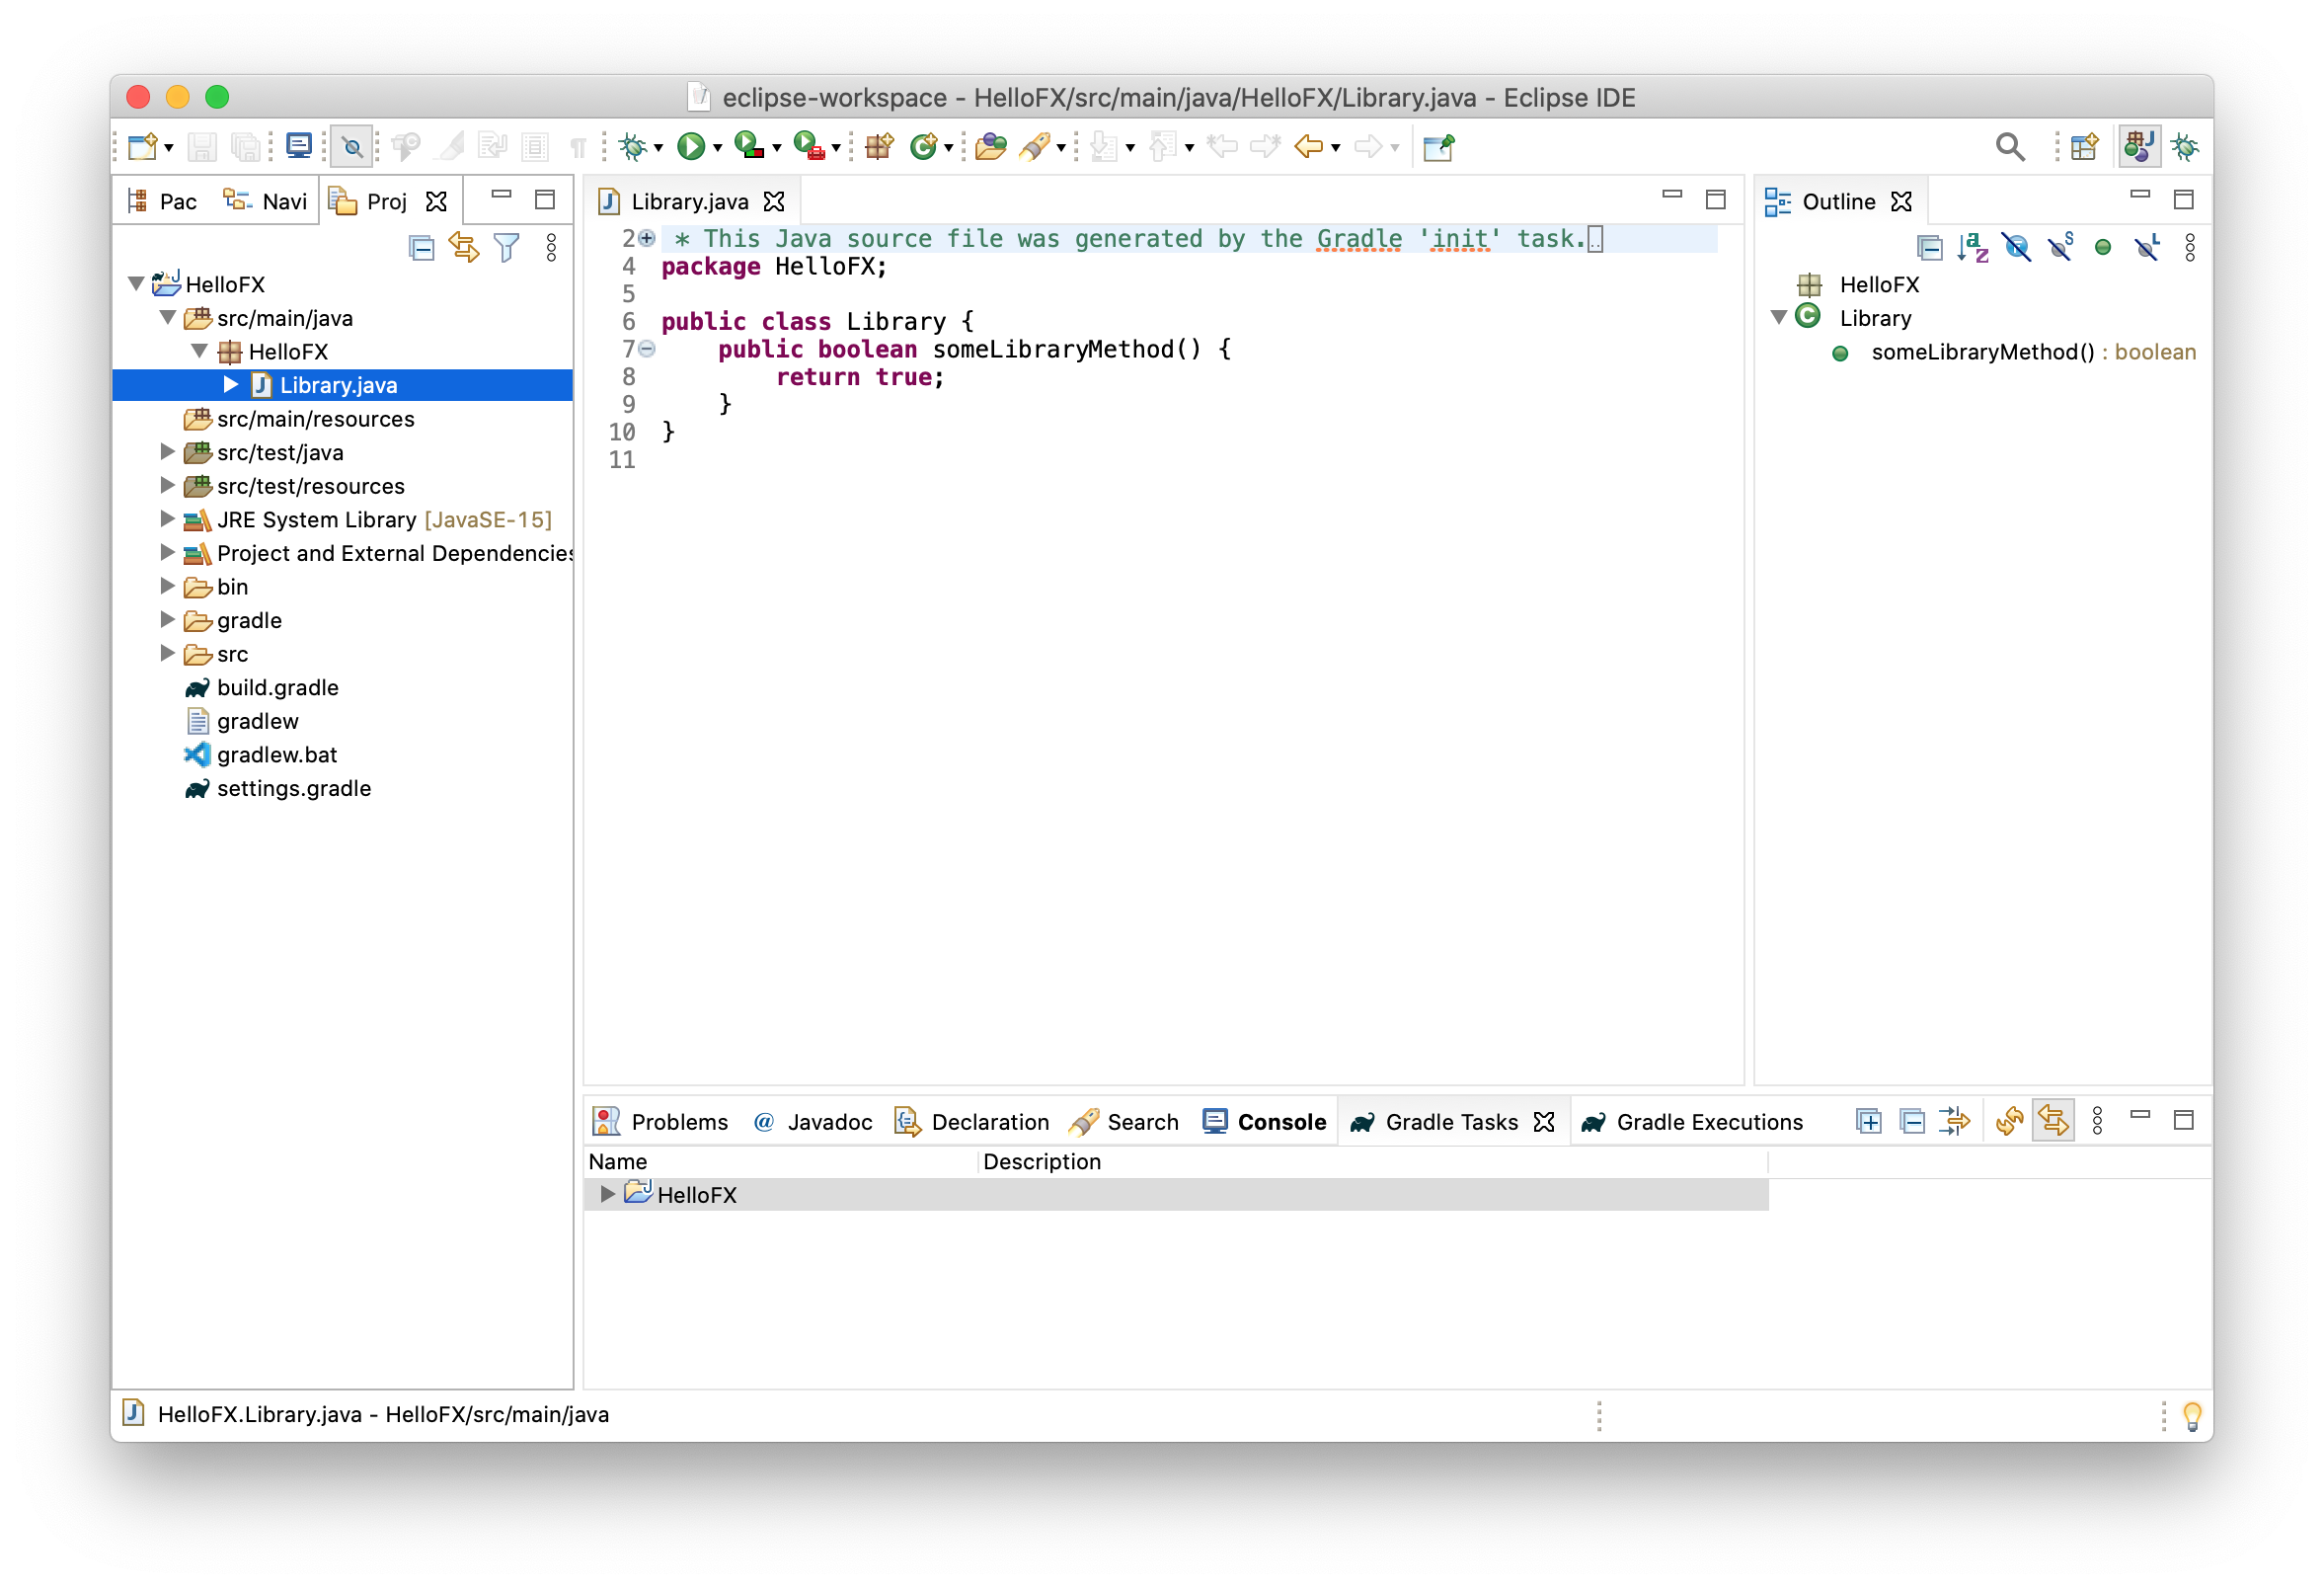 eclipse-workspace - HelloFX/src/main/java/HelloFX/Library.java - Eclipse IDE
Pac Navi Proj
HelloFX
src/main/java
HelloFX
Library.java
src/main/resources
src/test/java
src/test/resources
JRE System Library [JavaSE-15]
Project and External Dependencies
bin
gradle
src
build.gradle
gradlew
gradlew.bat
settings.gradle
Library.java
2 * This Java source file was generated by the Gradle 'init' task...
4 package HelloFX;
5
6 public class Library {
7 public boolean someLibraryMethod() {
8 return true;
9 }
10 }
11
Outline
HelloFX
Library
someLibraryMethod() : boolean
Problems @ Javadoc Declaration Search Console Gradle Tasks Gradle Executions
Name Description
HelloFX
HelloFX.Library.java - HelloFX/src/main/java